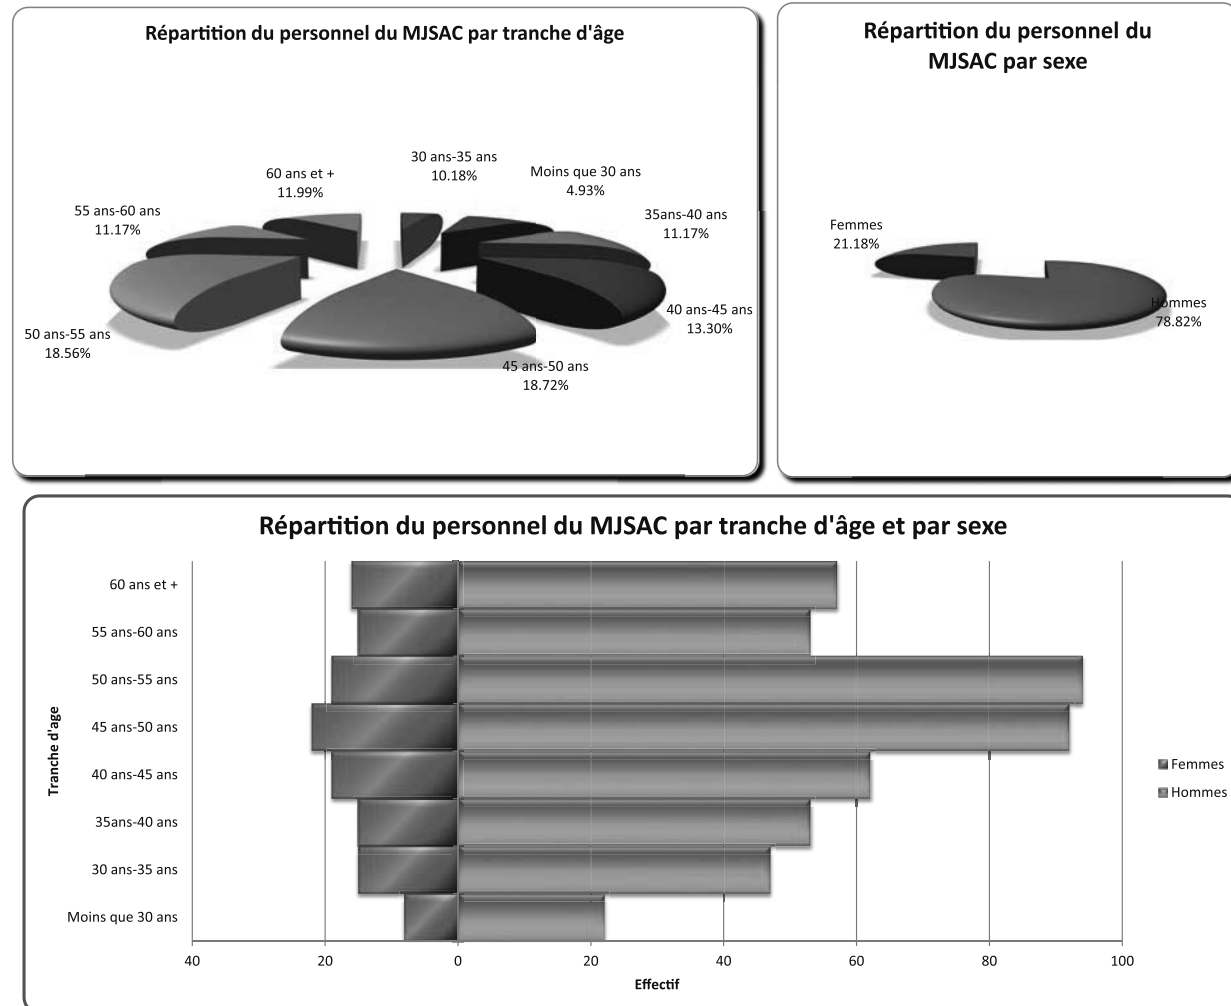 Répartition du personnel du MJSAC par tranche d'âge
30 ans-35 ans
10.18%
Moins que 30 ans
4.93%
60 ans et +
11.99%
55 ans-60 ans
11.17%
35ans-40 ans
11.17%
50 ans-55 ans
18.56%
40 ans-45 ans
13.30%
45 ans-50 ans
18.72%
Répartition du personnel du
MJSAC par sexe
Femmes
21.18%
Hommes
78.82%
Répartition du personnel du MJSAC par tranche d'âge et par sexe
Tranche d'age
60 ans et +
55 ans-60 ans
50 ans-55 ans
45 ans-50 ans
40 ans-45 ans
35ans-40 ans
30 ans-35 ans
Moins que 30 ans
40 20 0 20 40 60 80 100
Effectif
Femmes
Hommes